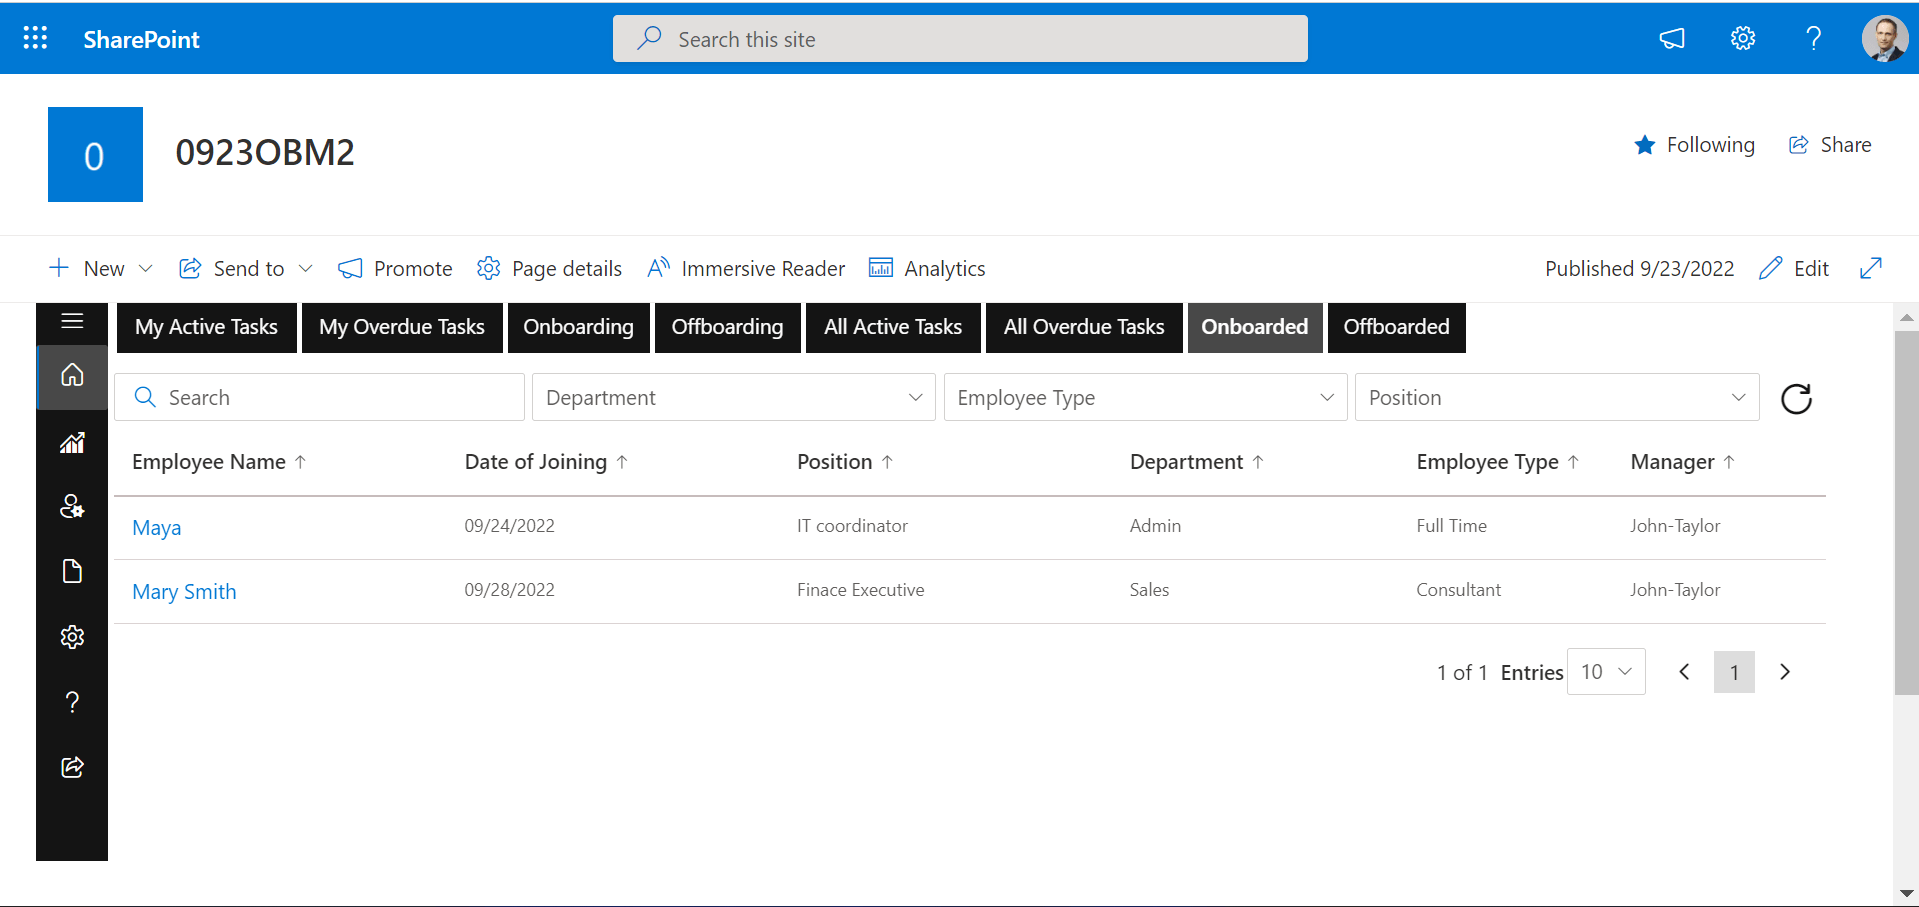 SharePoint
Search this site
0
0923OBM2
Following Share
New Send to Promote Page details Immersive Reader Analytics Published 9/23/2022 Edit
My Active Tasks My Overdue Tasks Onboarding Offboarding All Active Tasks All Overdue Tasks Onboarded Offboarded
Search Department Employee Type Position
Employee Name Date of Joining Position Department Employee Type Manager
Maya 09/24/2022 IT coordinator Admin Full Time John-Taylor
Mary Smith 09/28/2022 Finace Executive Sales Consultant John-Taylor
1 of 1 Entries 10 1